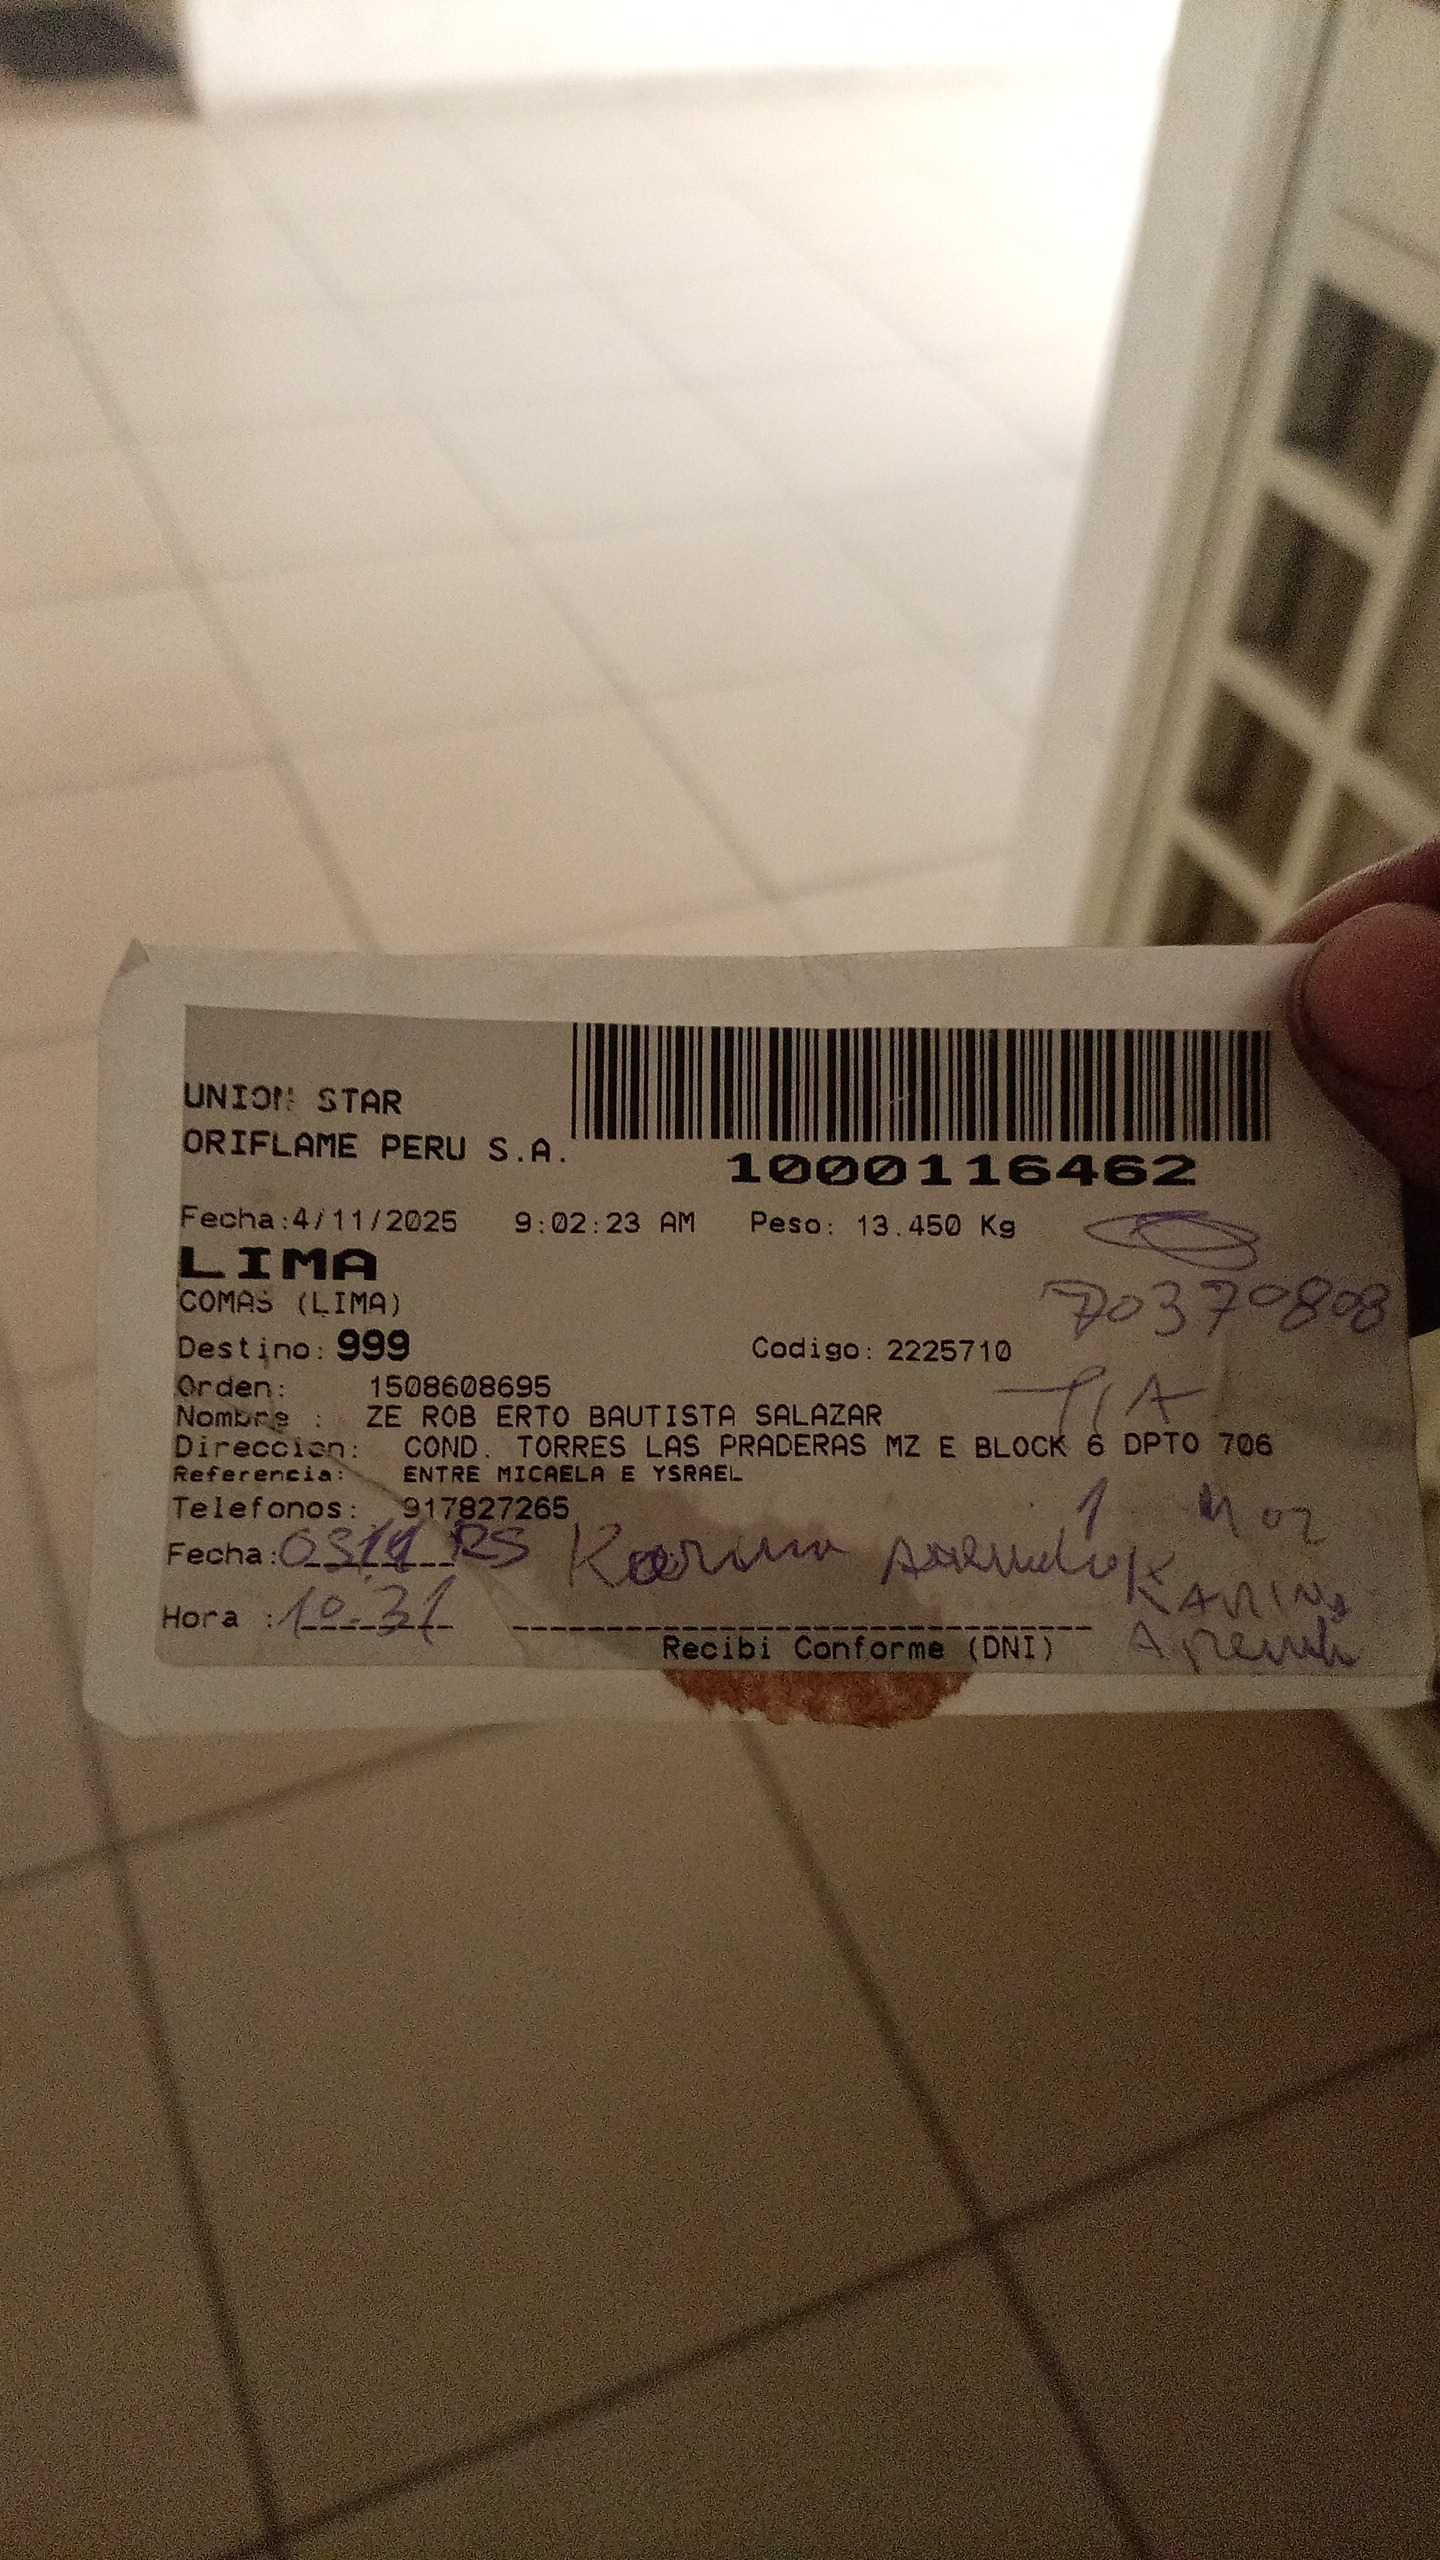 UNION STAR
ORIFLAME PERU S.A.
1000116462
Fecha:4/11/2025 9:02:23 AM Peso: 13.450 Kg
LIMA
COMAS (LIMA)
70370808
Destino: 999 Codigo: 2225710
Orden: 1508608695
TIA
Nombre : ZE ROB ERTO BAUTISTA SALAZAR
Direccion: COND. TORRES LAS PRADERAS MZ E BLOCK 6 DPTO 706
Referencia: ENTRE MICAELA E YSRAEL
Telefonos: 917827265
Fecha:
Hora : 10.31
Recibi Conforme (DNI)